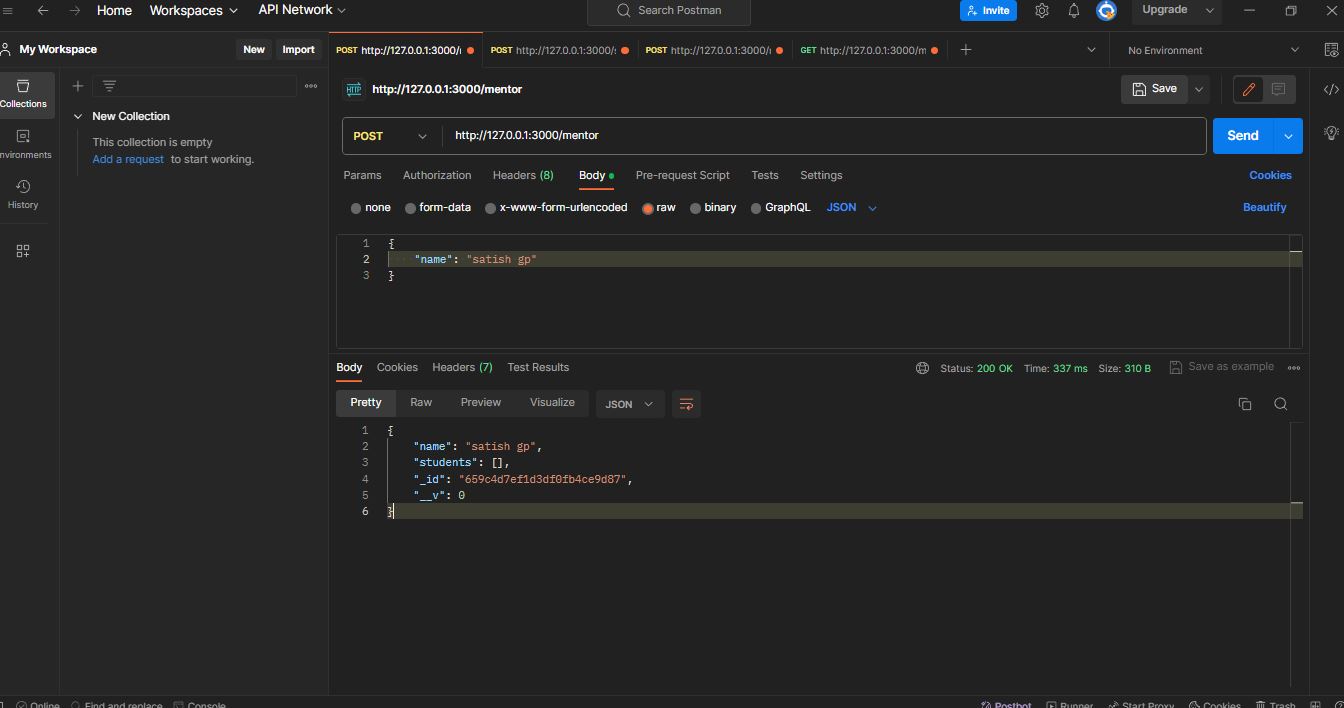 Home Workspaces API Network Search Postman Invite Upgrade
My Workspace New Import POST http://127.0.0.1:3000/ POST http://127.0.0.1:3000/ POST http://127.0.0.1:3000/ GET http://127.0.0.1:3000/m No Environment
Collections
nvironments
History
New Collection
This collection is empty
Add a request to start working.
HTTP http://127.0.0.1:3000/mentor Save
POST http://127.0.0.1:3000/mentor Send
Params Authorization Headers (8) Body Pre-request Script Tests Settings Cookies
none form-data x-www-form-urlencoded raw binary GraphQL JSON Beautify
1 {
2 "name": "satish gp"
3 }
Body Cookies Headers (7) Test Results Status: 200 OK Time: 337 ms Size: 310 B Save as example
Pretty Raw Preview Visualize JSON
1 {
2 "name": "satish gp",
3 "students": [],
4 "_id": "659c4d7ef1d3df0fb4ce9d87",
5 "__v": 0
6 }
Online Find and replace Console Postbot Runner Start Proxy Cookies Trash